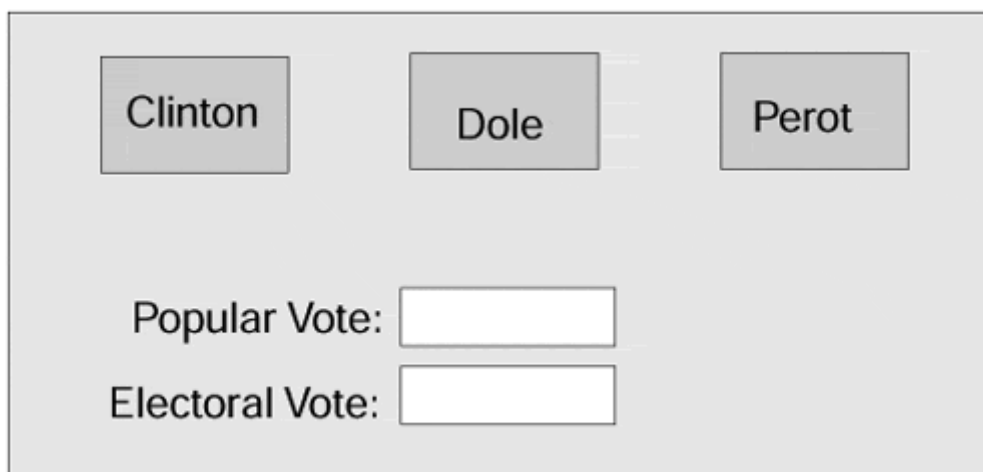 Clinton
Dole
Perot
Popular Vote:
Electoral Vote: